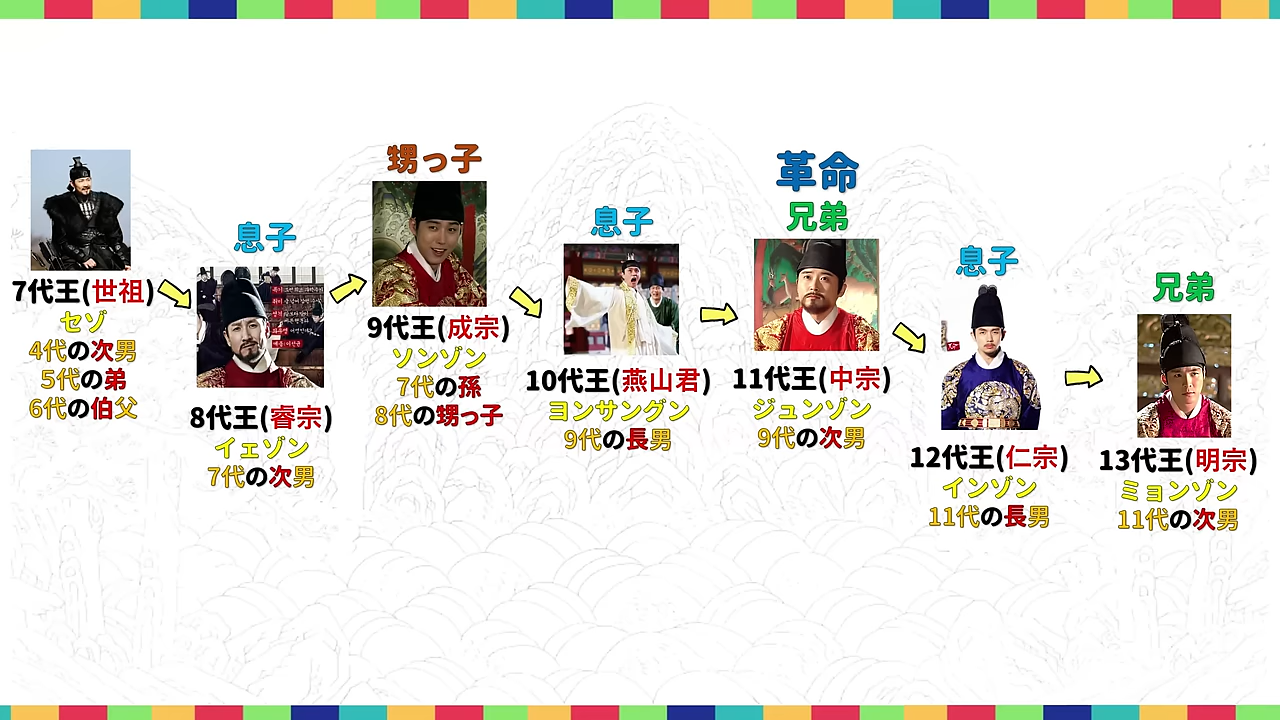 7代王(世祖)
セゾ
4代の次男
5代の弟
6代の伯父
息子
8代王(睿宗)
イェゾン
7代の次男
甥っ子
9代王(成宗)
ソンゾン
7代の孫
8代の甥っ子
息子
10代王(燕山君)
ヨンサングン
9代の長男
革命
兄弟
11代王(中宗)
ジュンゾン
9代の次男
息子
12代王(仁宗)
インゾン
11代の長男
兄弟
13代王(明宗)
ミョンゾン
11代の次男